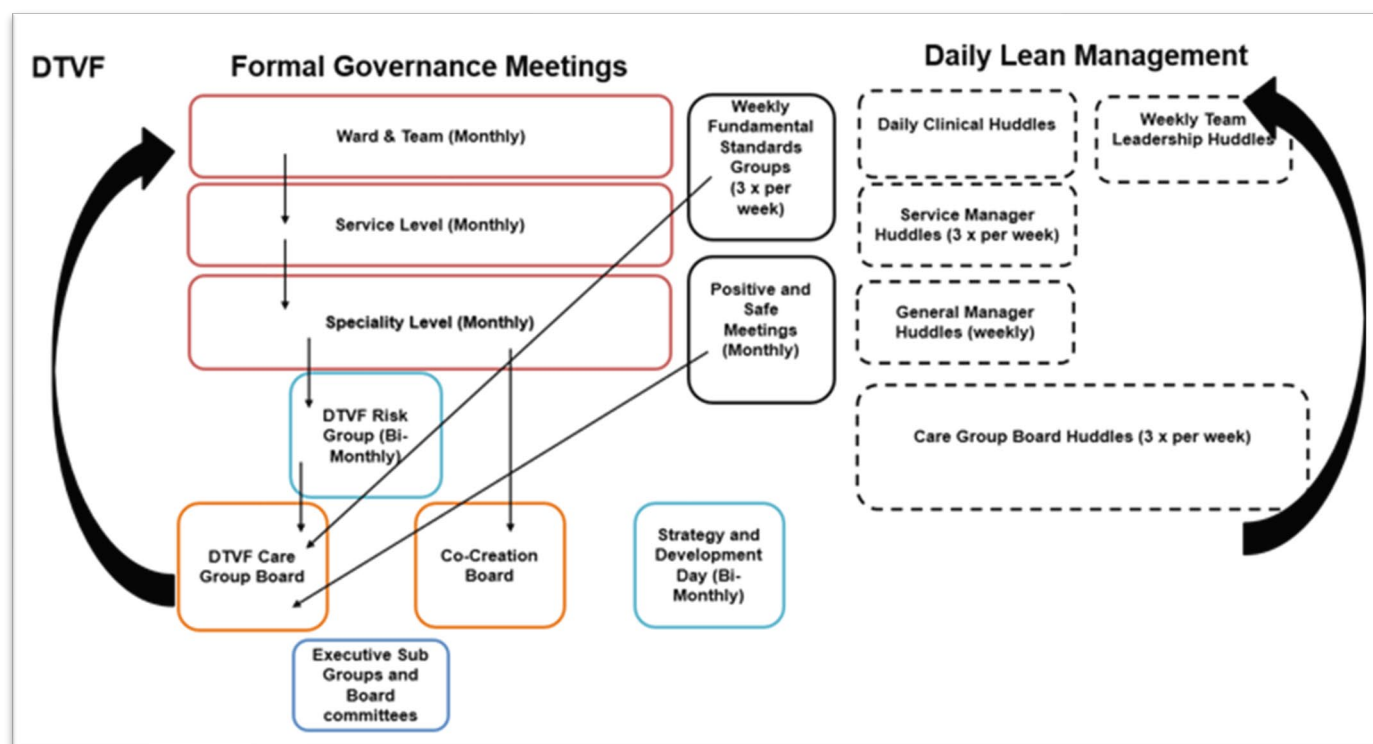 DTVF
Formal Governance Meetings
Daily Lean Management
Ward & Team (Monthly)
Service Level (Monthly)
Speciality Level (Monthly)
Weekly
Fundamental
Standards
Groups
(3 x per
week)
Positive and
Safe
Meetings
(Monthly)
Daily Clinical Huddles
Weekly Team
Leadership Huddles
Service Manager
Huddles (3 x per week)
General Manager
Huddles (weekly)
Care Group Board Huddles (3 x per week)
DTVF Risk
Group (Bi-
Monthly)
DTVF Care
Group Board
Co-Creation
Board
Strategy and
Development
Day (Bi-
Monthly)
Executive Sub
Groups and
Board
committees